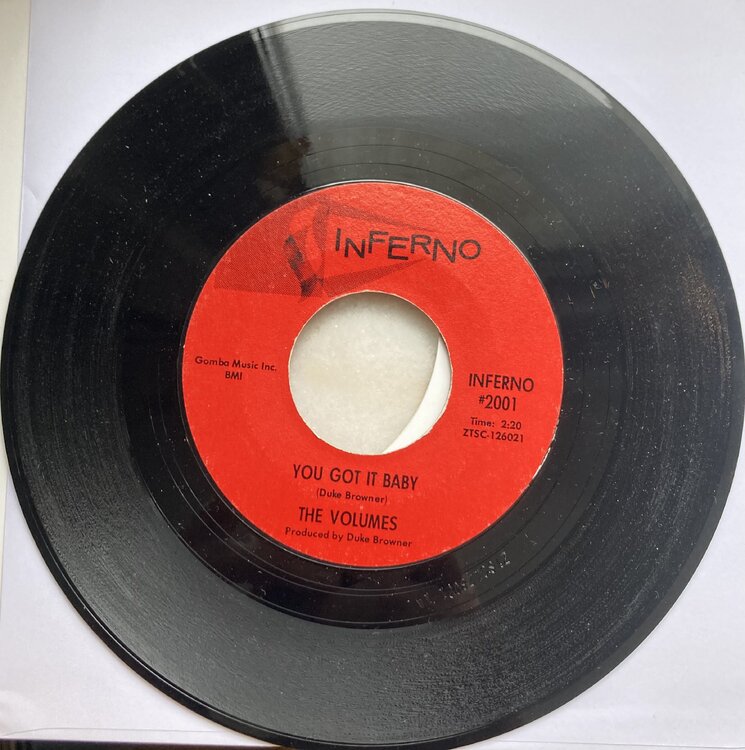 INFERNO
Gomba Music Inc.
BMI
INFERNO
#2001
Time: 2:20
ZTSC-126021
YOU GOT IT BABY
(Duke Browner)
THE VOLUMES
Produced by Duke Browner